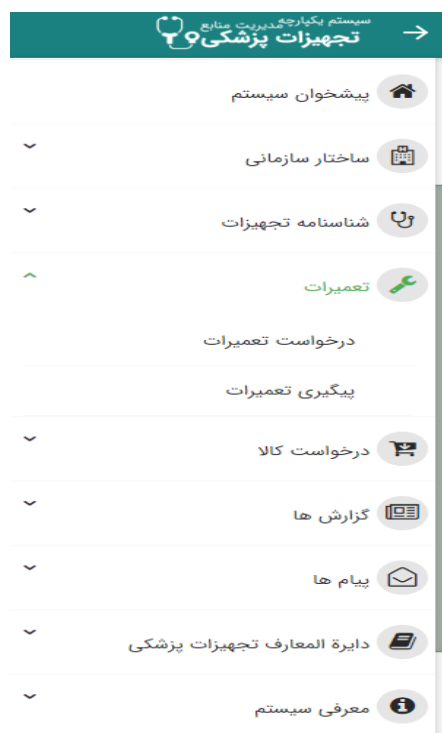 سیستم یکپارچه مدیریت منابع
تجهیزات پزشکی
پیشخوان سیستم
ساختار سازمانی
شناسنامه تجهیزات
تعمیرات
درخواست تعمیرات
پیگیری تعمیرات
درخواست کالا
گزارش ها
پیام ها
دایرة المعارف تجهیزات پزشکی
معرفی سیستم